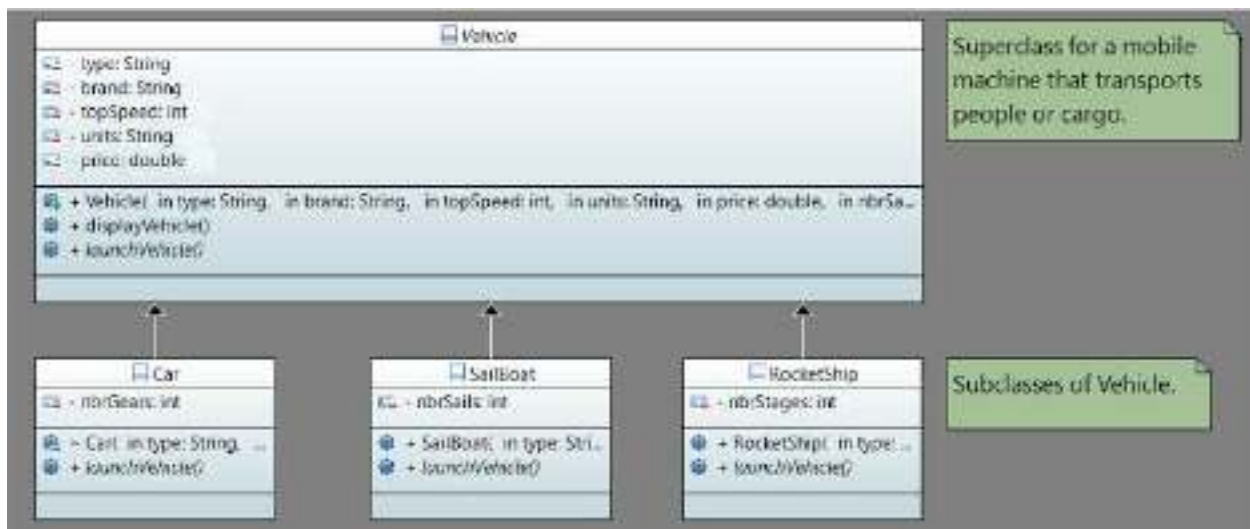 Vehicle
- type: String
- brand: String
- topSpeed: int
- units: String
- price: double
+ Vehicle( in type: String, in brand: String, in topSpeed: int, in units: String, in price: double, in nbrSa...
+ displayVehicle()
+ launchVehicle()
Superclass for a mobile
machine that transports
people or cargo.
Car
- nbrGears: int
+ Car( in type: String, ...
+ launchVehicle()
SailBoat
- nbrSails: int
+ SailBoat( in type: Stri...
+ launchVehicle()
RocketShip
- nbrStages: int
+ RocketShip( in type: ...
+ launchVehicle()
Subclasses of Vehicle.